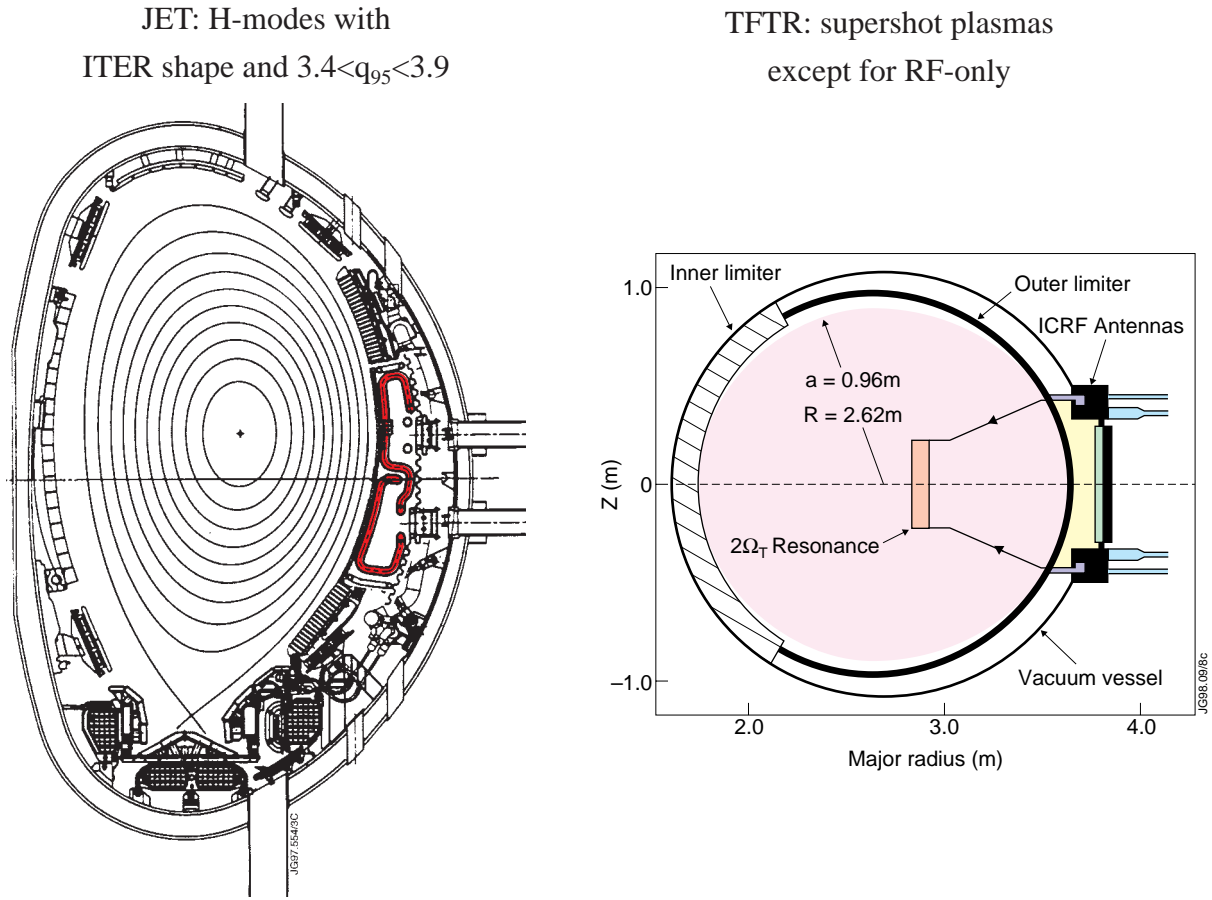 JET: H-modes with
ITER shape and 3.4<q₉₅<3.9
JG97.554/3C
TFTR: supershot plasmas
except for RF-only
Inner limiter
Outer limiter
ICRF Antennas
a = 0.96m
R = 2.62m
2Ω_T Resonance
Vacuum vessel
1.0
0
–1.0
Z (m)
2.0
3.0
4.0
Major radius (m)
JG98.09/8c